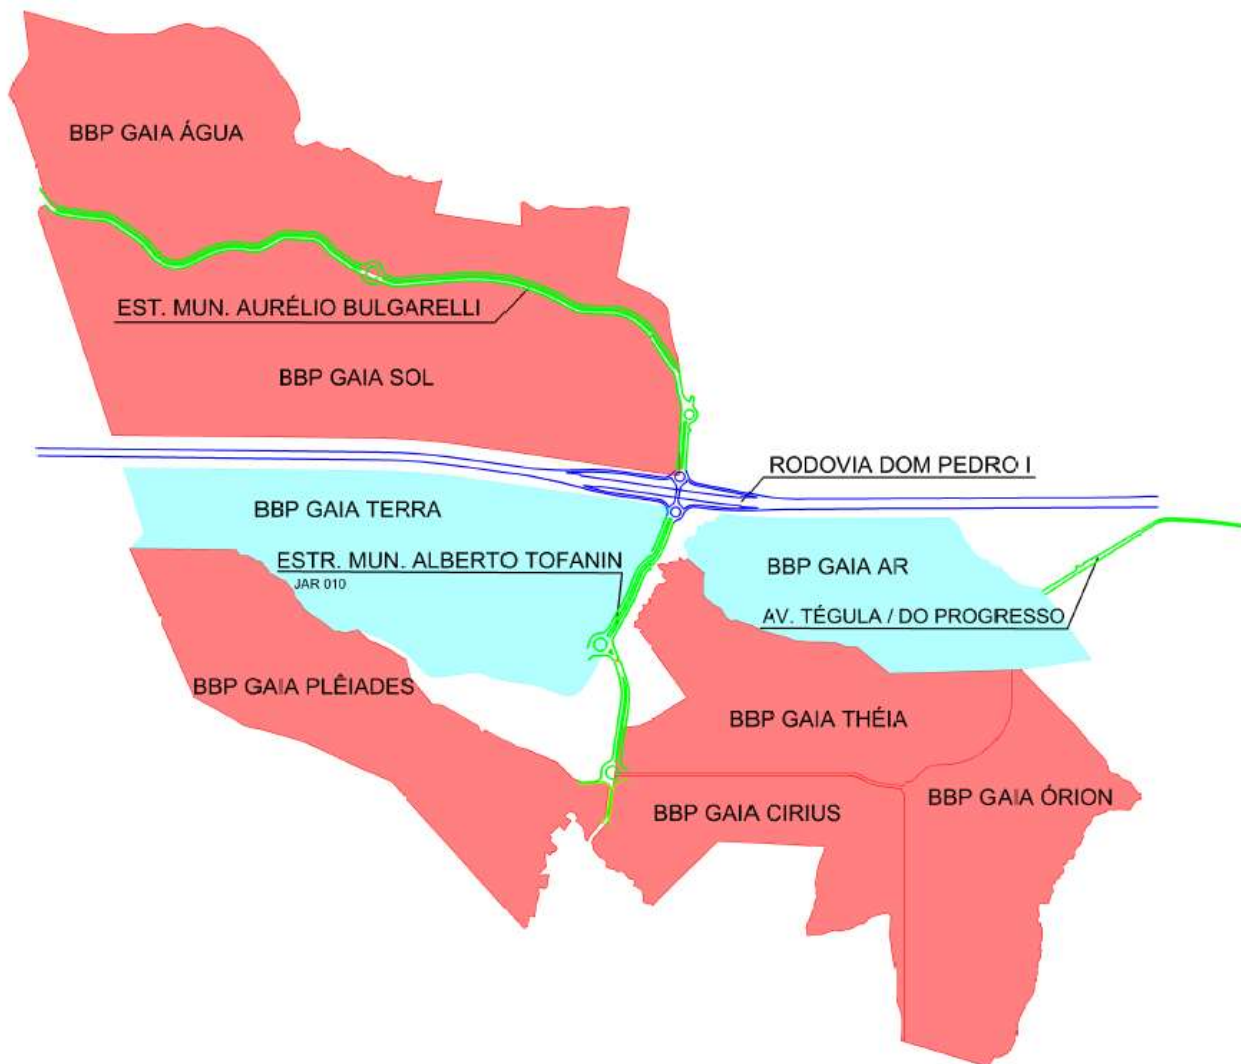 BBP GAIA ÁGUA
EST. MUN. AURÉLIO BULGARELLI
BBP GAIA SOL
RODOVIA DOM PEDRO I
BBP GAIA TERRA
ESTR. MUN. ALBERTO TOFANIN
JAR 010
BBP GAIA AR
AV. TÉGULA / DO PROGRESSO
BBP GAIA PLÊIADES
BBP GAIA THÉIA
BBP GAIA ÓRION
BBP GAIA CIRIUS